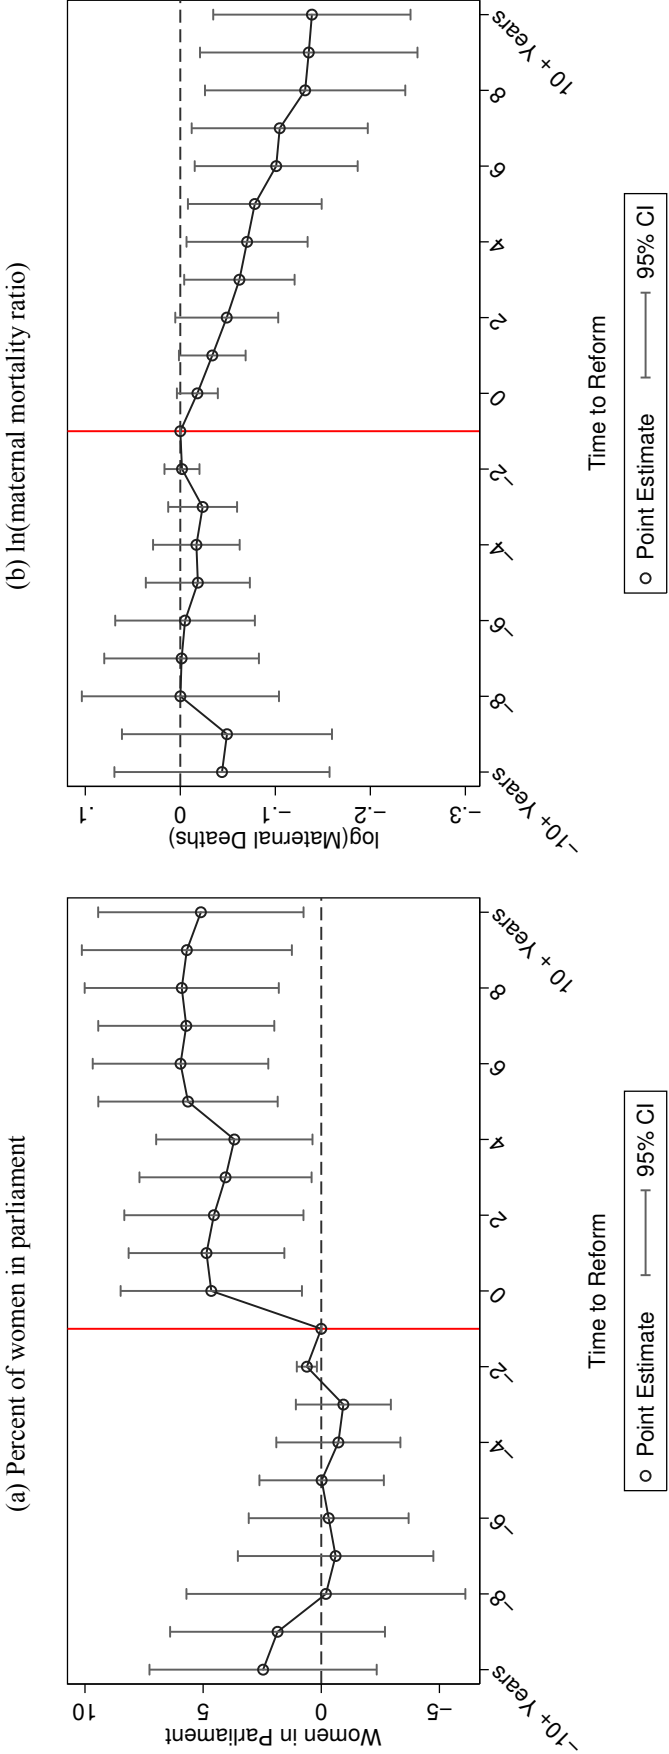 (a) Percent of women in parliament
Women in Parliament
10
5
0
−5
−10+ Years
−8
−6
−4
−2
0
2
4
6
8
10 + Years
Time to Reform
Point Estimate
95% CI
(b) ln(maternal mortality ratio)
log(Maternal Deaths)
.1
0
−.1
−.2
−.3
−10+ Years
−8
−6
−4
−2
0
2
4
6
8
10 + Years
Time to Reform
Point Estimate
95% CI